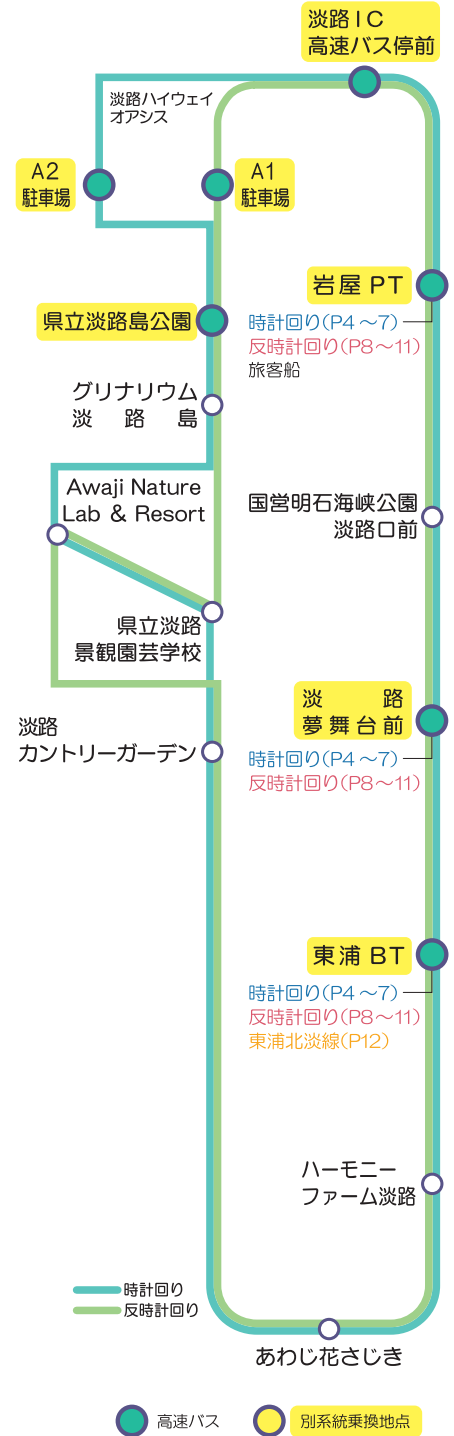 淡路IC
高速バス停前
淡路ハイウェイ
オアシス
A2
駐車場
A1
駐車場
岩屋 PT
時計回り(P4～7)
反時計回り(P8～11)
旅客船
県立淡路島公園
グリナリウム
淡路島
Awaji Nature
Lab & Resort
国営明石海峡公園
淡路口前
県立淡路
景観園芸学校
淡路
夢舞台前
時計回り(P4～7)
反時計回り(P8～11)
淡路
カントリーガーデン
東浦 BT
時計回り(P4～7)
反時計回り(P8～11)
東浦北淡線(P12)
ハーモニー
ファーム淡路
時計回り
反時計回り
あわじ花さじき
高速バス
別系統乗換地点